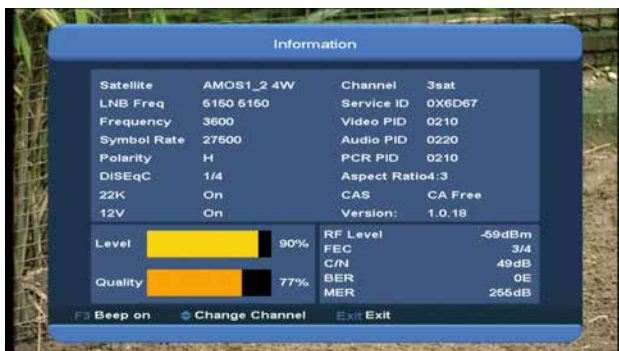 Information
Satellite AMOS1_2 4W Channel 3sat
LNB Freq 5150 5150 Service ID 0X6D67
Frequency 3600 Video PID 0210
Symbol Rate 27500 Audio PID 0220
Polarity H PCR PID 0210
DiSEqC 1/4 Aspect Ratio4:3
22K On CAS CA Free
12V On Version: 1.0.18
Level 90% RF Level -59dBm
FEC 3/4
C/N 49dB
Quality 77% BER 0E
MER 255dB
F3 Beep on Change Channel Exit Exit